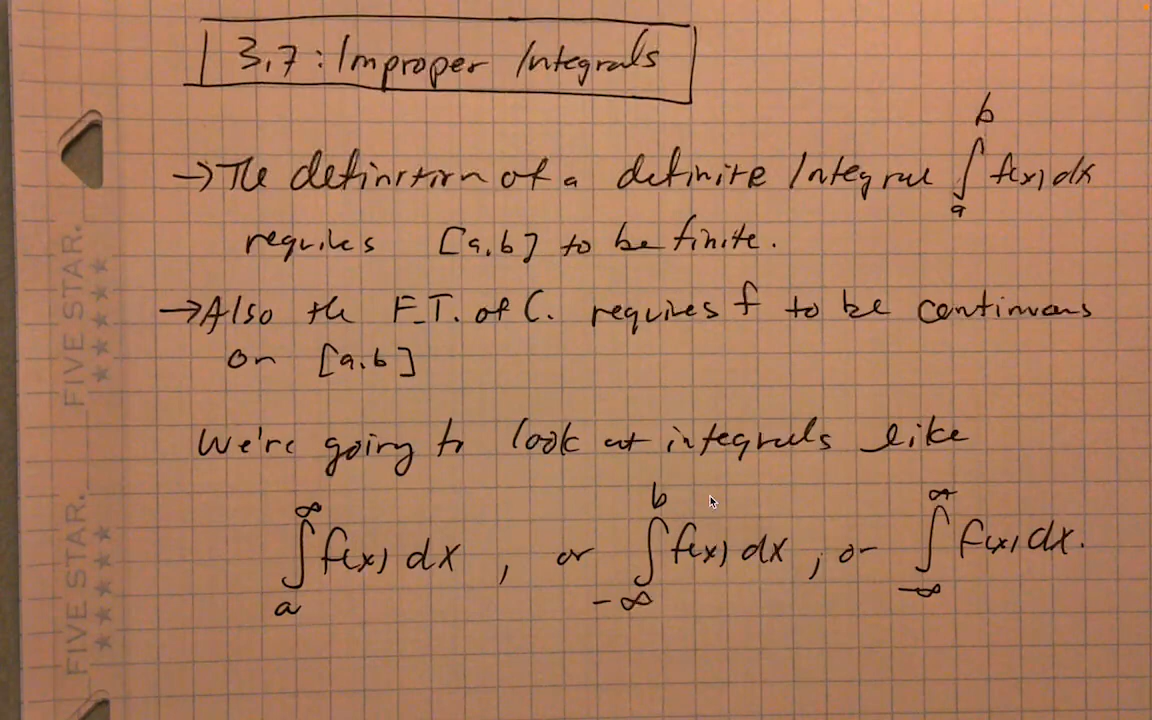 3.7: Improper Integrals
→ The definition of a definite Integral ∫_a^b f(x) dx
requires [a,b] to be finite.
→ Also the F.T. of C. requires f to be continuous
on [a,b]
We're going to look at integrals like
∫_a^∞ f(x) dx, or ∫_{-∞}^b f(x) dx, or ∫_{-∞}^∞ f(x) dx.
FIVE STAR. ★★★★★
FIVE STAR. ★★★★★